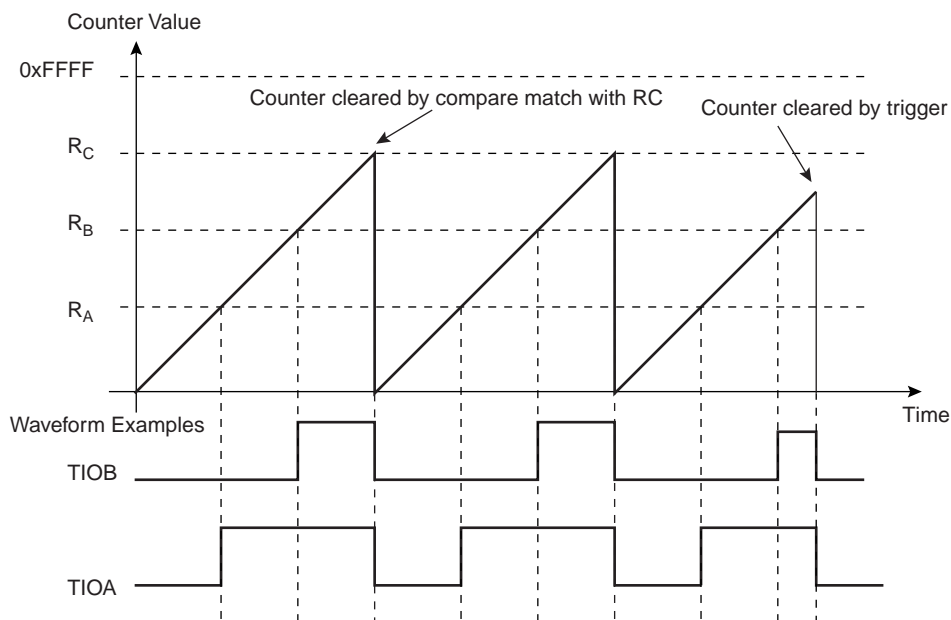 Counter Value
0xFFFF
Counter cleared by compare match with RC
Counter cleared by trigger
RC
RB
RA
Time
Waveform Examples
TIOB
TIOA